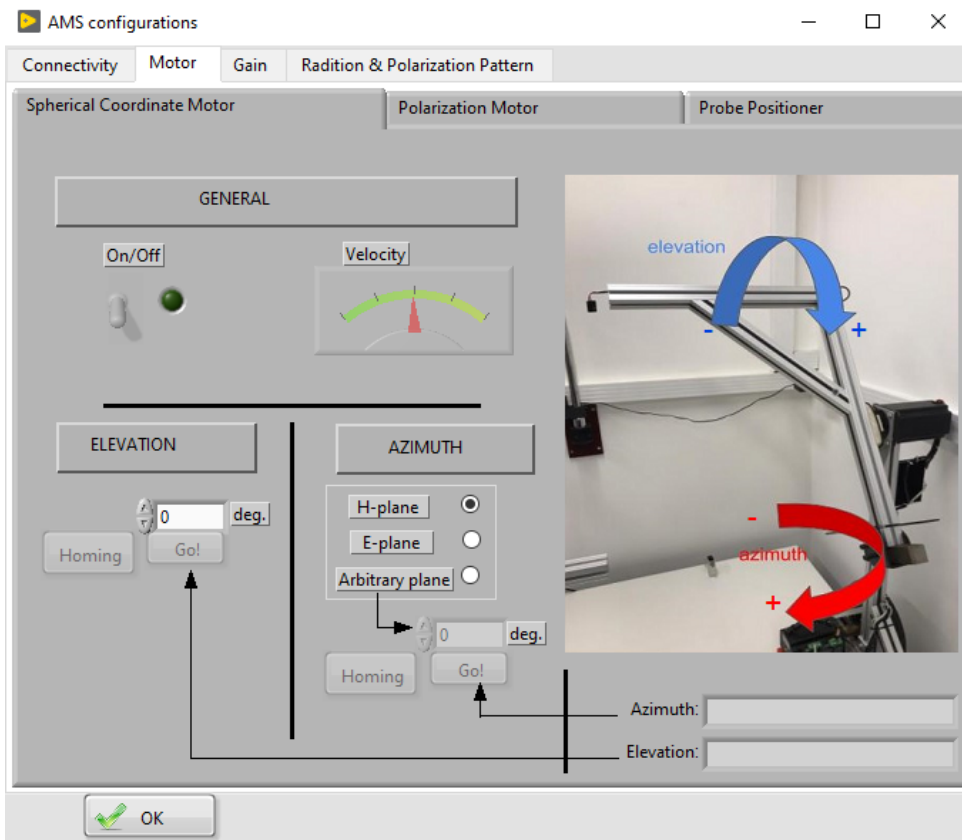 AMS configurations
Connectivity Motor Gain Radition & Polarization Pattern
Spherical Coordinate Motor Polarization Motor Probe Positioner
GENERAL
On/Off Velocity
elevation
- +
ELEVATION AZIMUTH
H-plane
0 deg.
E-plane
Homing Go!
Arbitrary plane
-
azimuth
+
0 deg.
Homing Go!
Azimuth:
Elevation:
OK